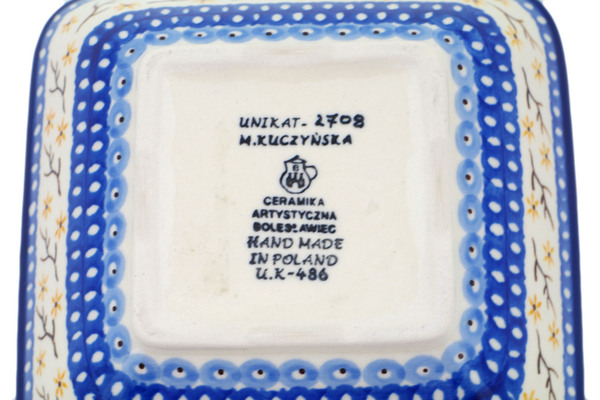 UNIKAT-2708
M.KUCZYŃSKA
B
CERAMIKA
ARTYSTYCZNA
BOLESŁAWIEC
HAND MADE
IN POLAND
U.K-486